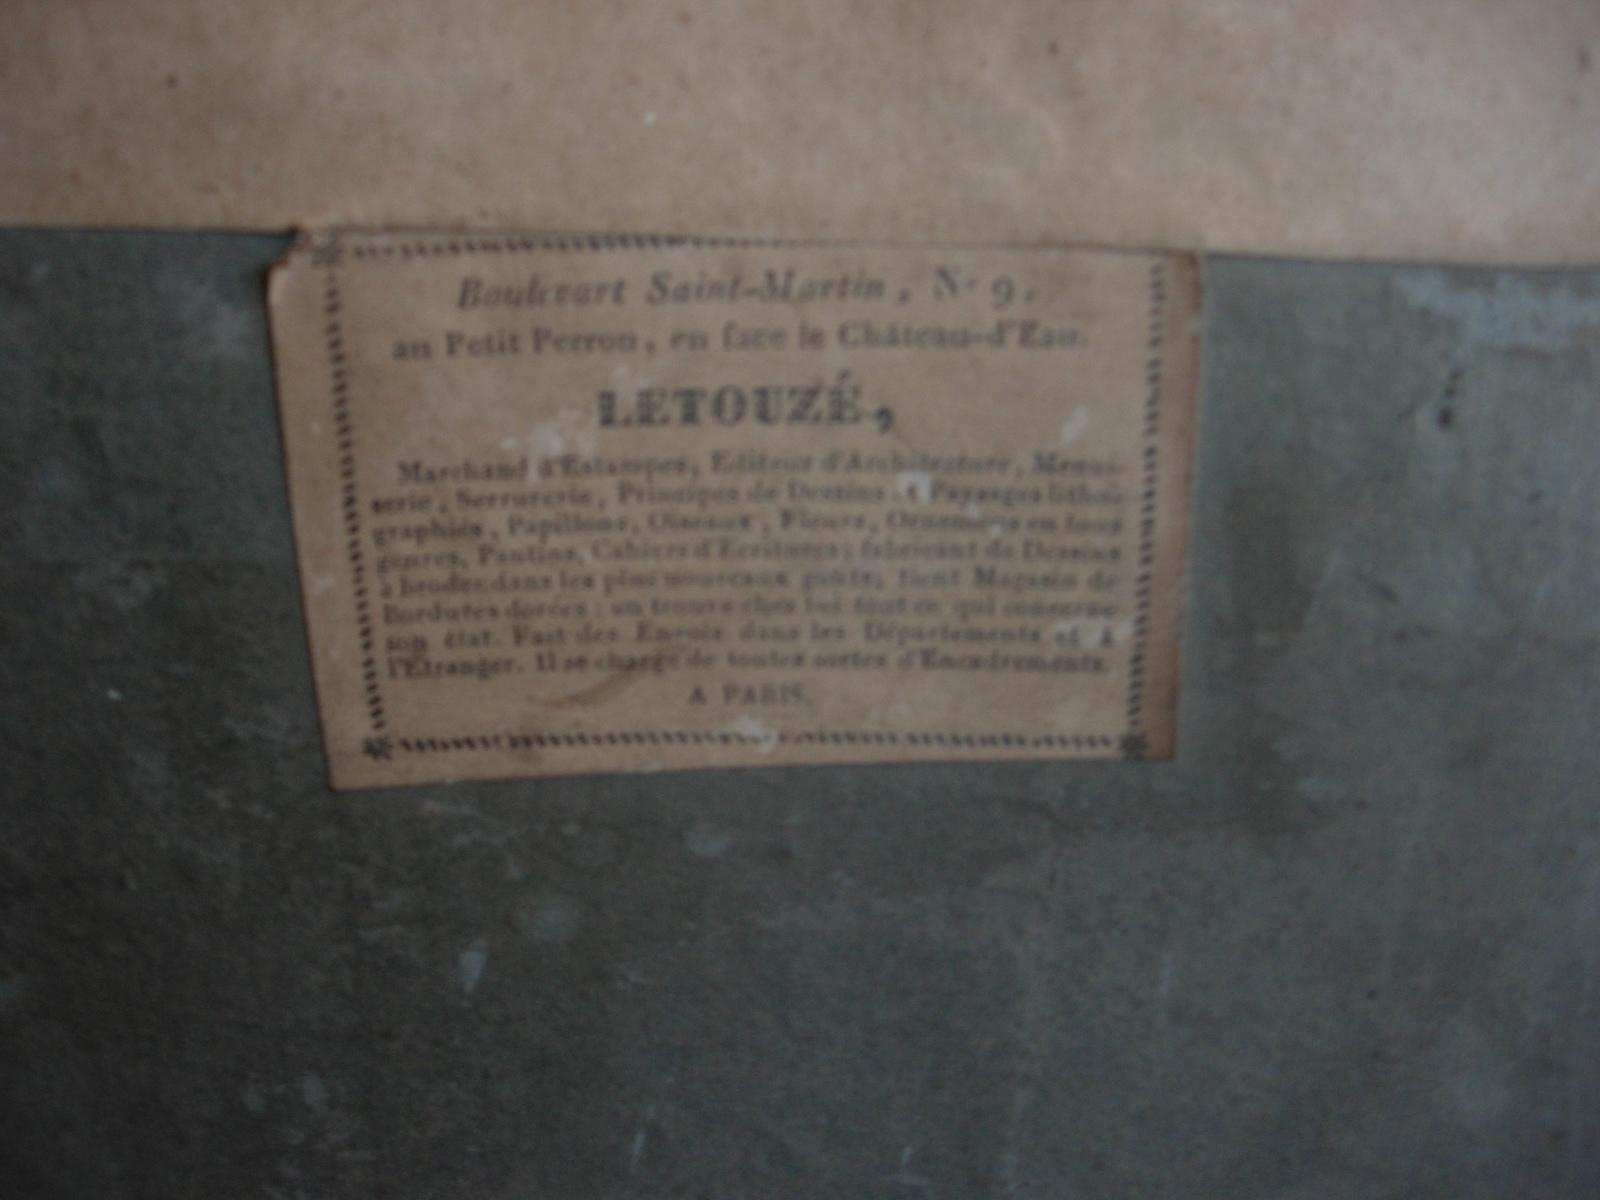 Boulevart Saint-Martin, N° 9,
au Petit Perron, en face le Château-d'Eau.
LETOUZÉ,
Marchand d'Estampes, Editeur d'Architecture, Menui-
serie, Serrurerie, Principes de Dessins et Paysages litho-
graphiés, Papillons, Oiseaux, Fleurs, Ornemens en tous
genres, Pantins, Cahiers d'Ecritures; fabricant de Dessins
à broder dans les plus nouveaux goûts; tient Magasin de
Bordures dorées: on trouve chez lui tout ce qui concerne
son état. Fait des Envois dans les Départements et à
l'Etranger. Il se charge de toutes sortes d'Encadrements.
A PARIS.